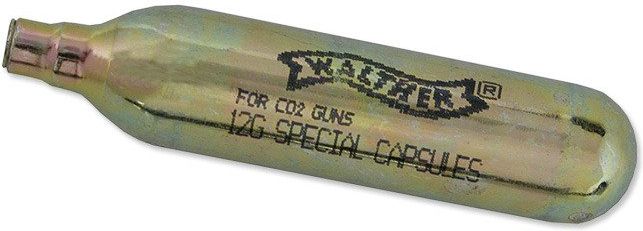 WALTHER®
FOR CO2 GUNS
12G SPECIAL CAPSULES